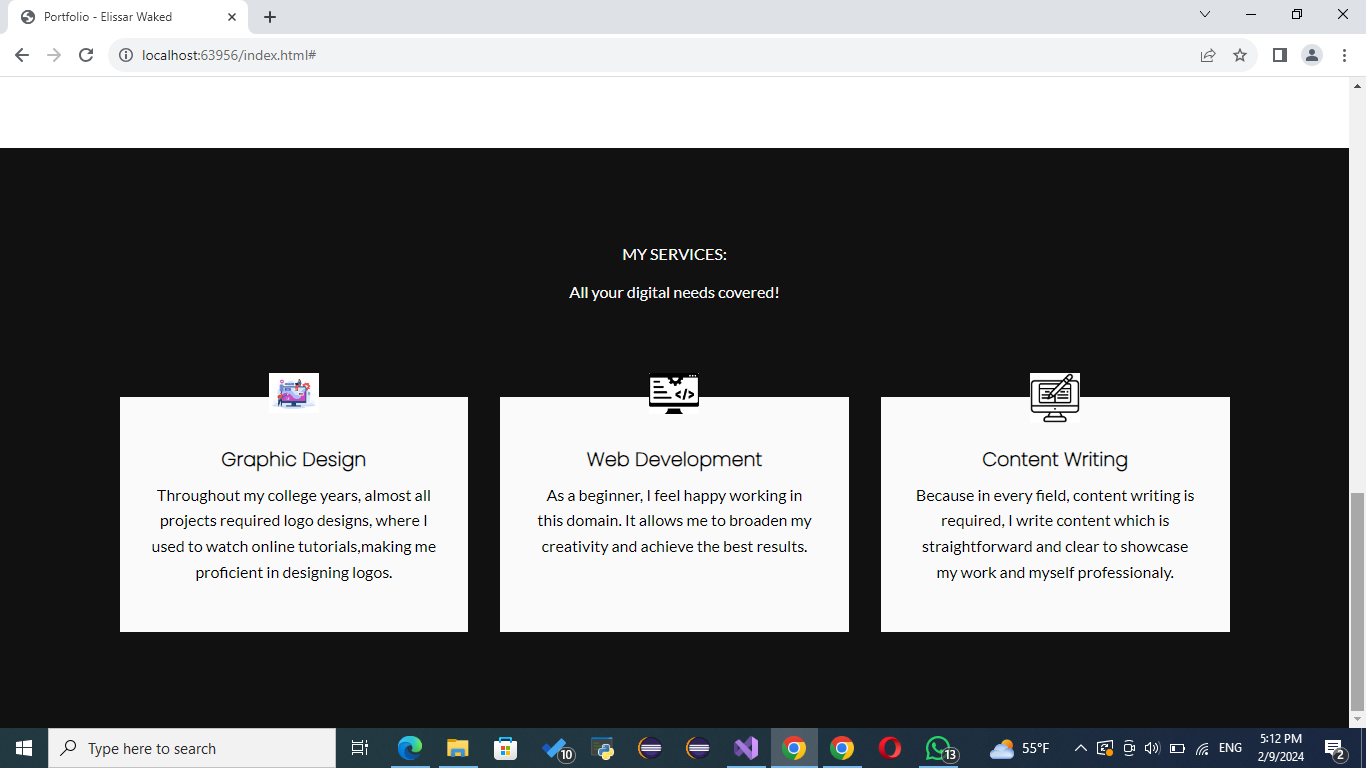 Portfolio - Elissar Waked
localhost:63956/index.html#
MY SERVICES:
All your digital needs covered!
Graphic Design
Throughout my college years, almost all
projects required logo designs, where I
used to watch online tutorials,making me
proficient in designing logos.
Web Development
As a beginner, I feel happy working in
this domain. It allows me to broaden my
creativity and achieve the best results.
Content Writing
Because in every field, content writing is
required, I write content which is
straightforward and clear to showcase
my work and myself professionaly.
Type here to search
10
13
55°F
ENG
5:12 PM
2/9/2024
2